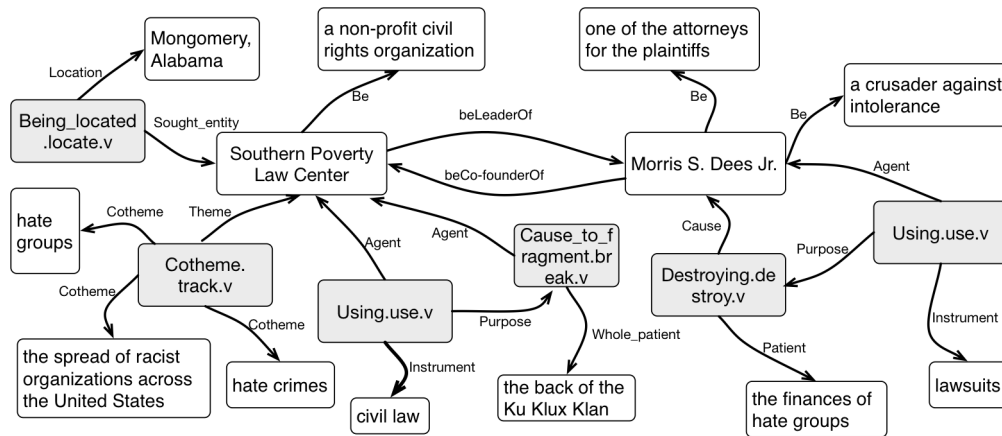 Mongomery,
Alabama
a non-profit civil
rights organization
one of the attorneys
for the plaintiffs
a crusader against
intolerance
Location
Be
Be
Be
Being_located
.locate.v
Sought_entity
beLeaderOf
Southern Poverty
Law Center
Morris S. Dees Jr.
beCo-founderOf
Agent
hate
groups
Cotheme
Theme
Agent
Agent
Cause_to_f
ragment.br
eak.v
Cause
Using.use.v
Purpose
Cotheme.
track.v
Destroying.de
stroy.v
Cotheme
Using.use.v
Purpose
Instrument
Cotheme
Whole_patient
Patient
the spread of racist
organizations across
the United States
hate crimes
Instrument
civil law
the back of the
Ku Klux Klan
the finances of
hate groups
lawsuits